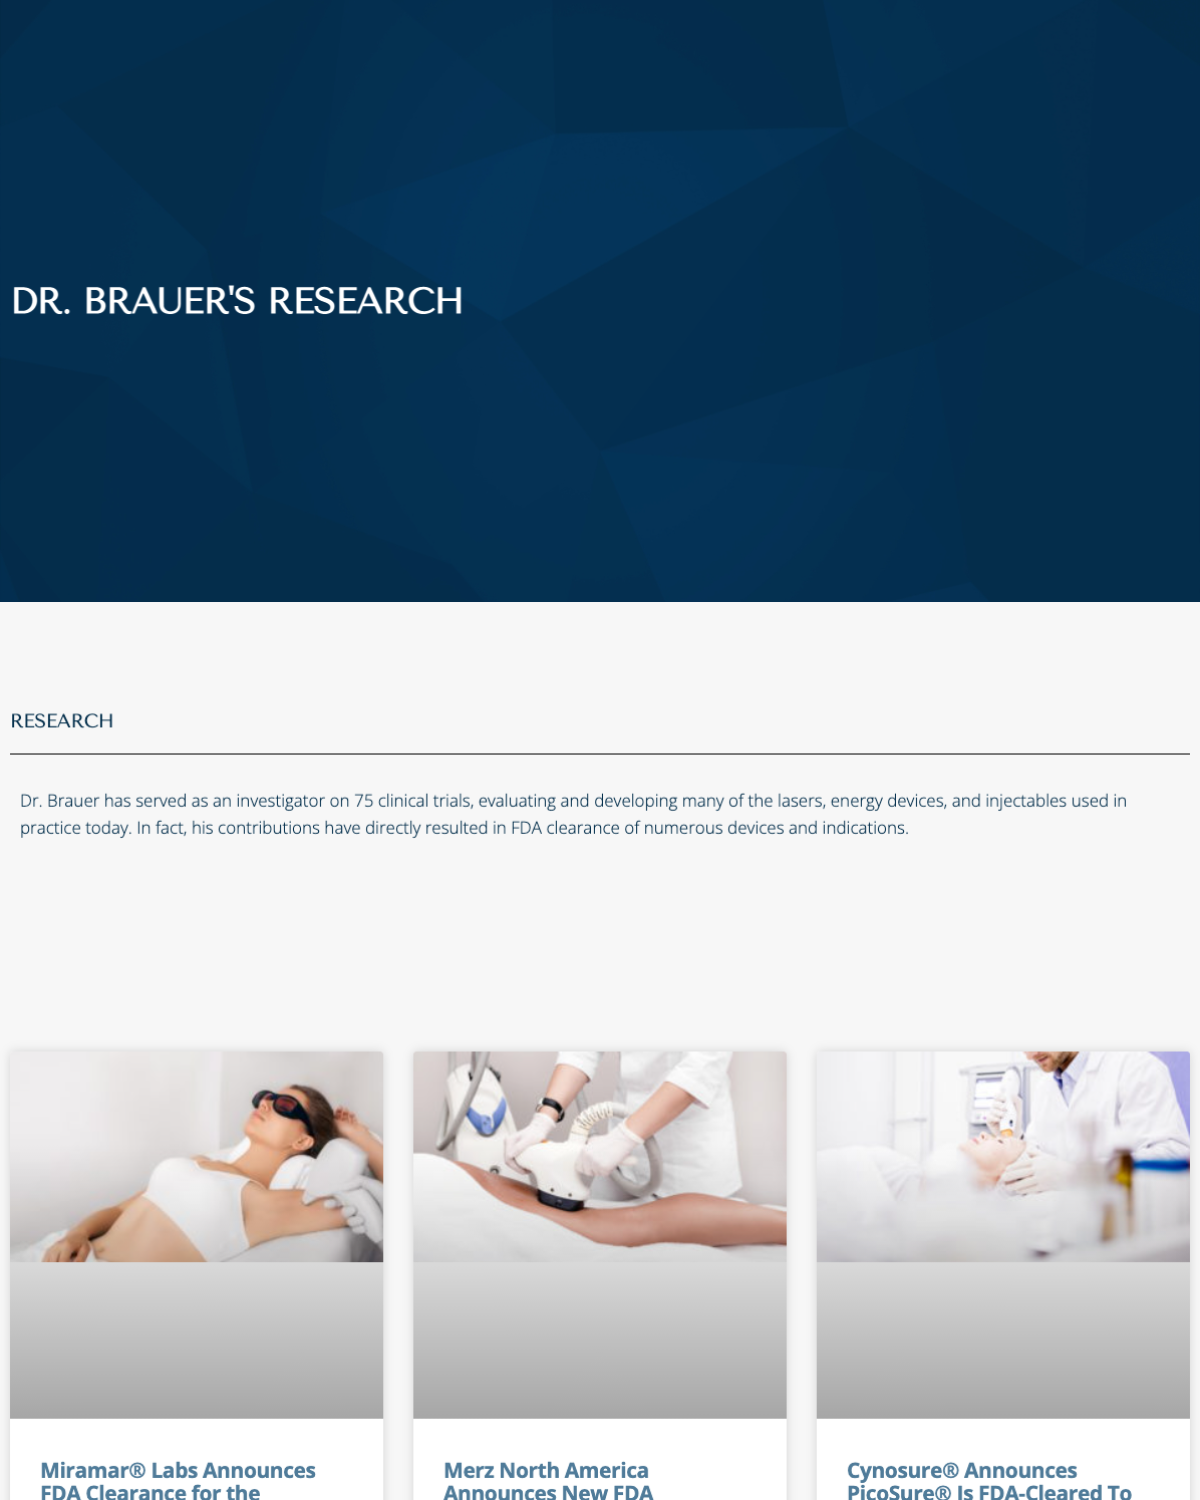 DR. BRAUER'S RESEARCH
RESEARCH
Dr. Brauer has served as an investigator on 75 clinical trials, evaluating and developing many of the lasers, energy devices, and injectables used in
practice today. In fact, his contributions have directly resulted in FDA clearance of numerous devices and indications.
Miramar® Labs Announces
FDA Clearance for the
Merz North America
Announces New FDA
Cynosure® Announces
PicoSure® Is FDA-Cleared To